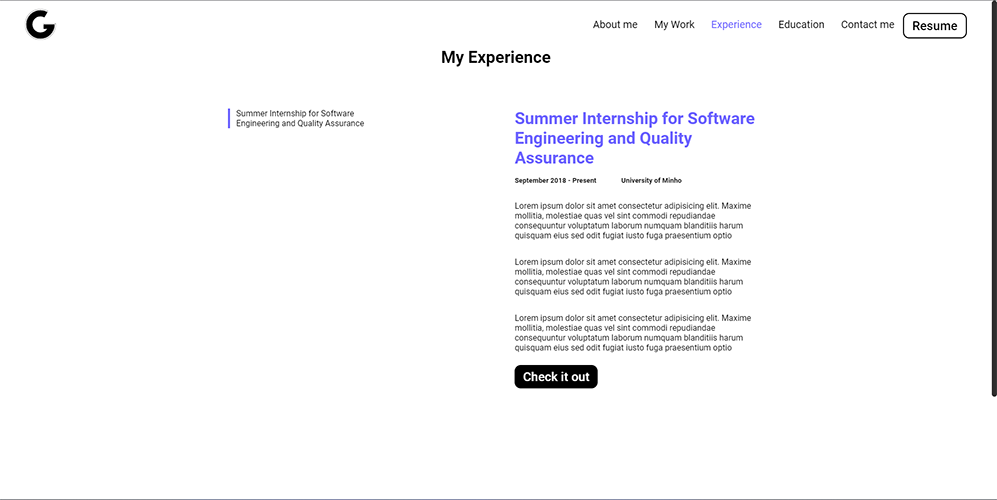 G
About me My Work Experience Education Contact me Resume
My Experience
Summer Internship for Software
Engineering and Quality Assurance
Summer Internship for Software
Engineering and Quality
Assurance
September 2018 - Present University of Minho
Lorem ipsum dolor sit amet consectetur adipisicing elit. Maxime
mollitia, molestiae quas vel sint commodi repudiandae
consequuntur voluptatum laborum numquam blanditiis harum
quisquam eius sed odit fugiat iusto fuga praesentium optio
Lorem ipsum dolor sit amet consectetur adipisicing elit. Maxime
mollitia, molestiae quas vel sint commodi repudiandae
consequuntur voluptatum laborum numquam blanditiis harum
quisquam eius sed odit fugiat iusto fuga praesentium optio
Lorem ipsum dolor sit amet consectetur adipisicing elit. Maxime
mollitia, molestiae quas vel sint commodi repudiandae
consequuntur voluptatum laborum numquam blanditiis harum
quisquam eius sed odit fugiat iusto fuga praesentium optio
Check it out